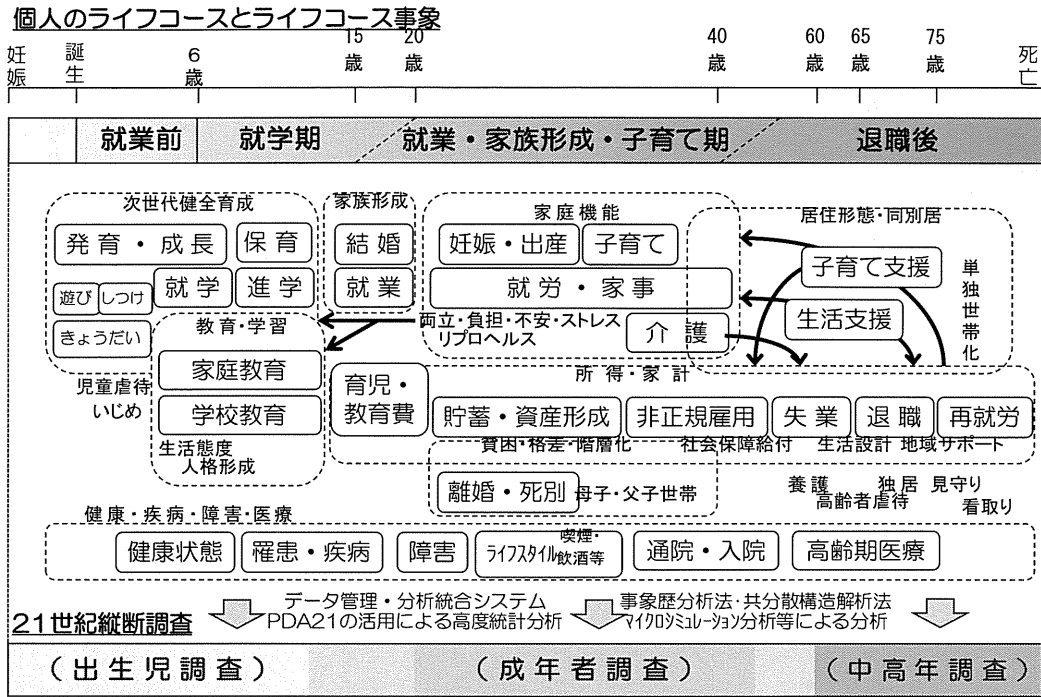 個人のライフコースとライフコース事象
妊娠
誕生
6歳
15歳
20歳
40歳
60歳
65歳
75歳
死亡
就業前
就学期
就業・家族形成・子育て期
退職後
次世代健全育成
発育・成長
保育
就学
進学
遊び
しつけ
きょうだい
児童虐待
いじめ
教育・学習
家庭教育
学校教育
生活態度
人格形成
家族形成
結婚
就業
家庭機能
妊娠・出産
子育て
就労・家事
両立・負担・不安・ストレス
リプロヘルス
介護
居住形態・同別居
子育て支援
生活支援
単独世帯化
所得・家計
育児・
教育費
貯蓄・資産形成
非正規雇用
失業
退職
再就労
貧困・格差・階層化
社会保障給付
生活設計
地域サポート
離婚・死別
母子・父子世帯
養護
独居
見守り
高齢者虐待
看取り
健康・疾病・障害・医療
健康状態
罹患・疾病
障害
ライフスタイル
喫煙・
飲酒等
通院・入院
高齢期医療
データ管理・分析統合システム
PDA21の活用による高度統計分析
事象歴分析法・共分散構造解析法
マイクロシミュレーション分析等による分析
21世紀縦断調査
(出生児調査)
(成年者調査)
(中高年調査)